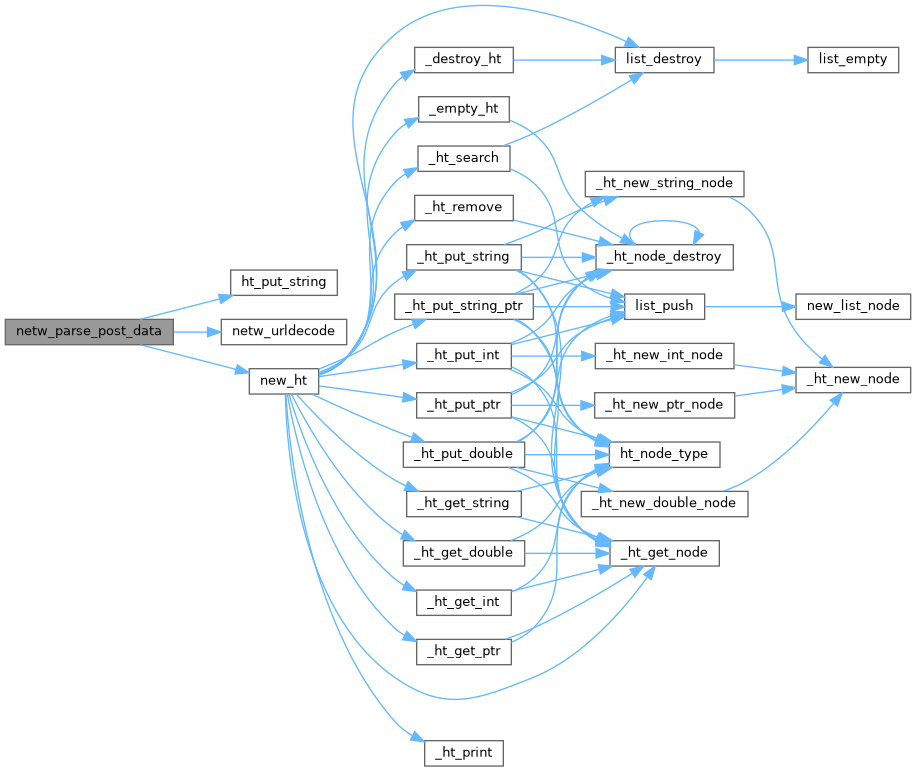 netw_parse_post_data
ht_put_string
netw_urldecode
new_ht
_destroy_ht
_empty_ht
_ht_search
_ht_remove
_ht_put_string
_ht_put_string_ptr
_ht_put_int
_ht_put_ptr
_ht_put_double
_ht_get_string
_ht_get_double
_ht_get_int
_ht_get_ptr
_ht_print
list_destroy
_ht_new_string_node
_ht_node_destroy
list_push
_ht_new_int_node
_ht_new_ptr_node
ht_node_type
_ht_new_double_node
_ht_get_node
list_empty
new_list_node
_ht_new_node